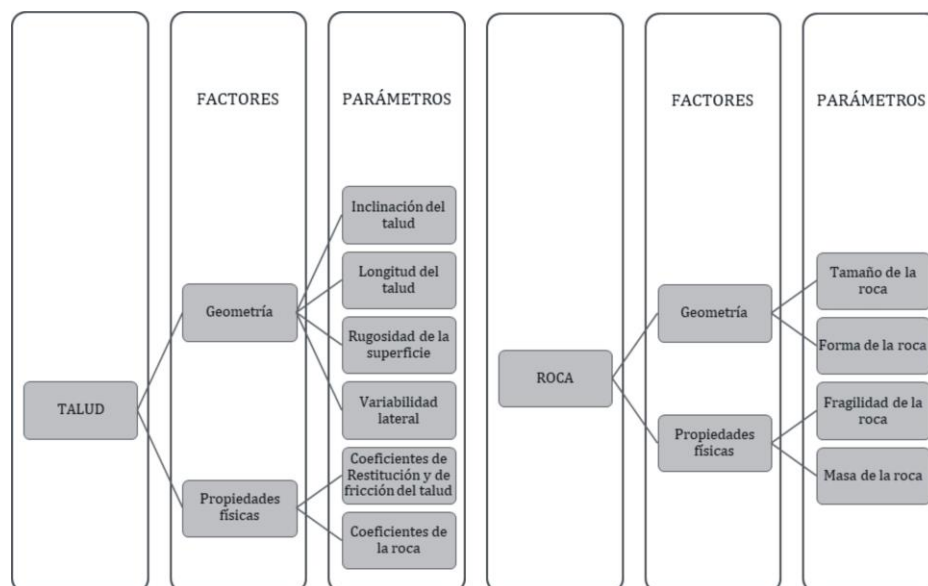 FACTORES
PARÁMETROS
TALUD
Geometría
Propiedades
físicas
Inclinación del
talud
Longitud del
talud
Rugosidad de la
superficie
Variabilidad
lateral
Coeficientes de
Restitución y de
fricción del talud
Coeficientes de
la roca
FACTORES
PARÁMETROS
ROCA
Geometría
Propiedades
físicas
Tamaño de la
roca
Forma de la roca
Fragilidad de la
roca
Masa de la roca